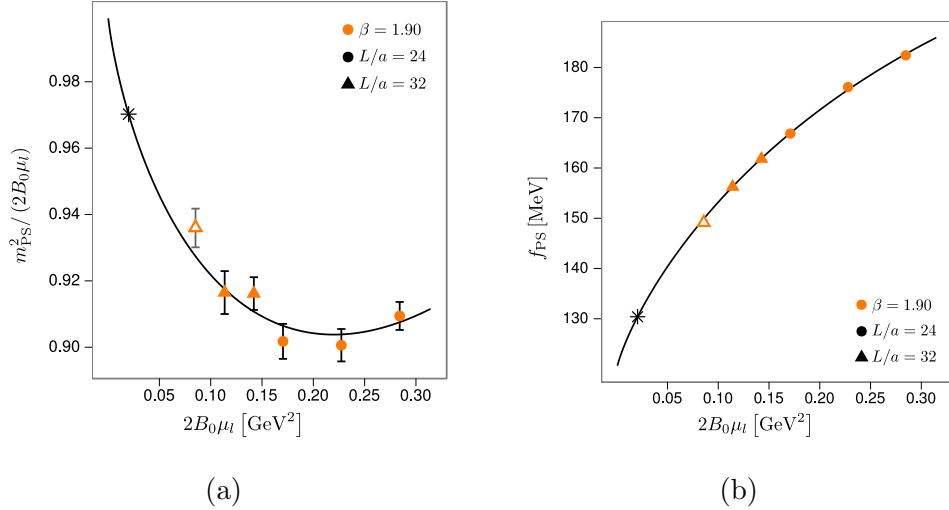 β = 1.90
L/a = 24
L/a = 32
0.98
0.96
0.94
0.92
0.90
m²_PS / (2B₀μ_l)
0.05 0.10 0.15 0.20 0.25 0.30
2B₀μ_l [GeV²]
(a)
180
170
160
150
140
130
f_PS [MeV]
β = 1.90
L/a = 24
L/a = 32
0.05 0.10 0.15 0.20 0.25 0.30
2B₀μ_l [GeV²]
(b)